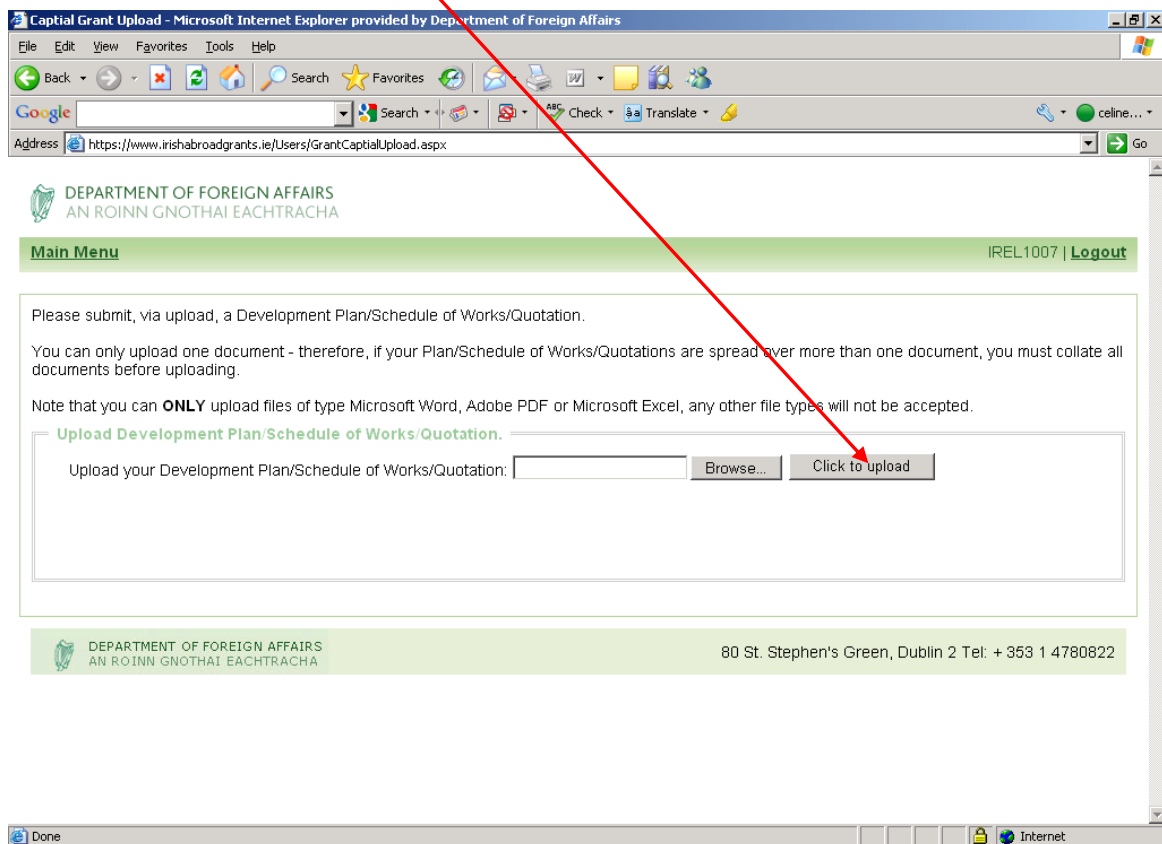 Captial Grant Upload - Microsoft Internet Explorer provided by Department of Foreign Affairs
File Edit View Favorites Tools Help
Back Search Favorites
Google Search ABC Check âa Translate celine...
Address https://www.irishabroadgrants.ie/Users/GrantCaptialUpload.aspx Go
DEPARTMENT OF FOREIGN AFFAIRS
AN ROINN GNOTHAI EACHTRACHA
Main Menu IREL1007 | Logout
Please submit, via upload, a Development Plan/Schedule of Works/Quotation.
You can only upload one document - therefore, if your Plan/Schedule of Works/Quotations are spread over more than one document, you must collate all
documents before uploading.
Note that you can ONLY upload files of type Microsoft Word, Adobe PDF or Microsoft Excel, any other file types will not be accepted.
Upload Development Plan/Schedule of Works/Quotation.
Upload your Development Plan/Schedule of Works/Quotation: Browse... Click to upload
DEPARTMENT OF FOREIGN AFFAIRS
AN ROINN GNOTHAI EACHTRACHA
80 St. Stephen's Green, Dublin 2 Tel: + 353 1 4780822
Done Internet